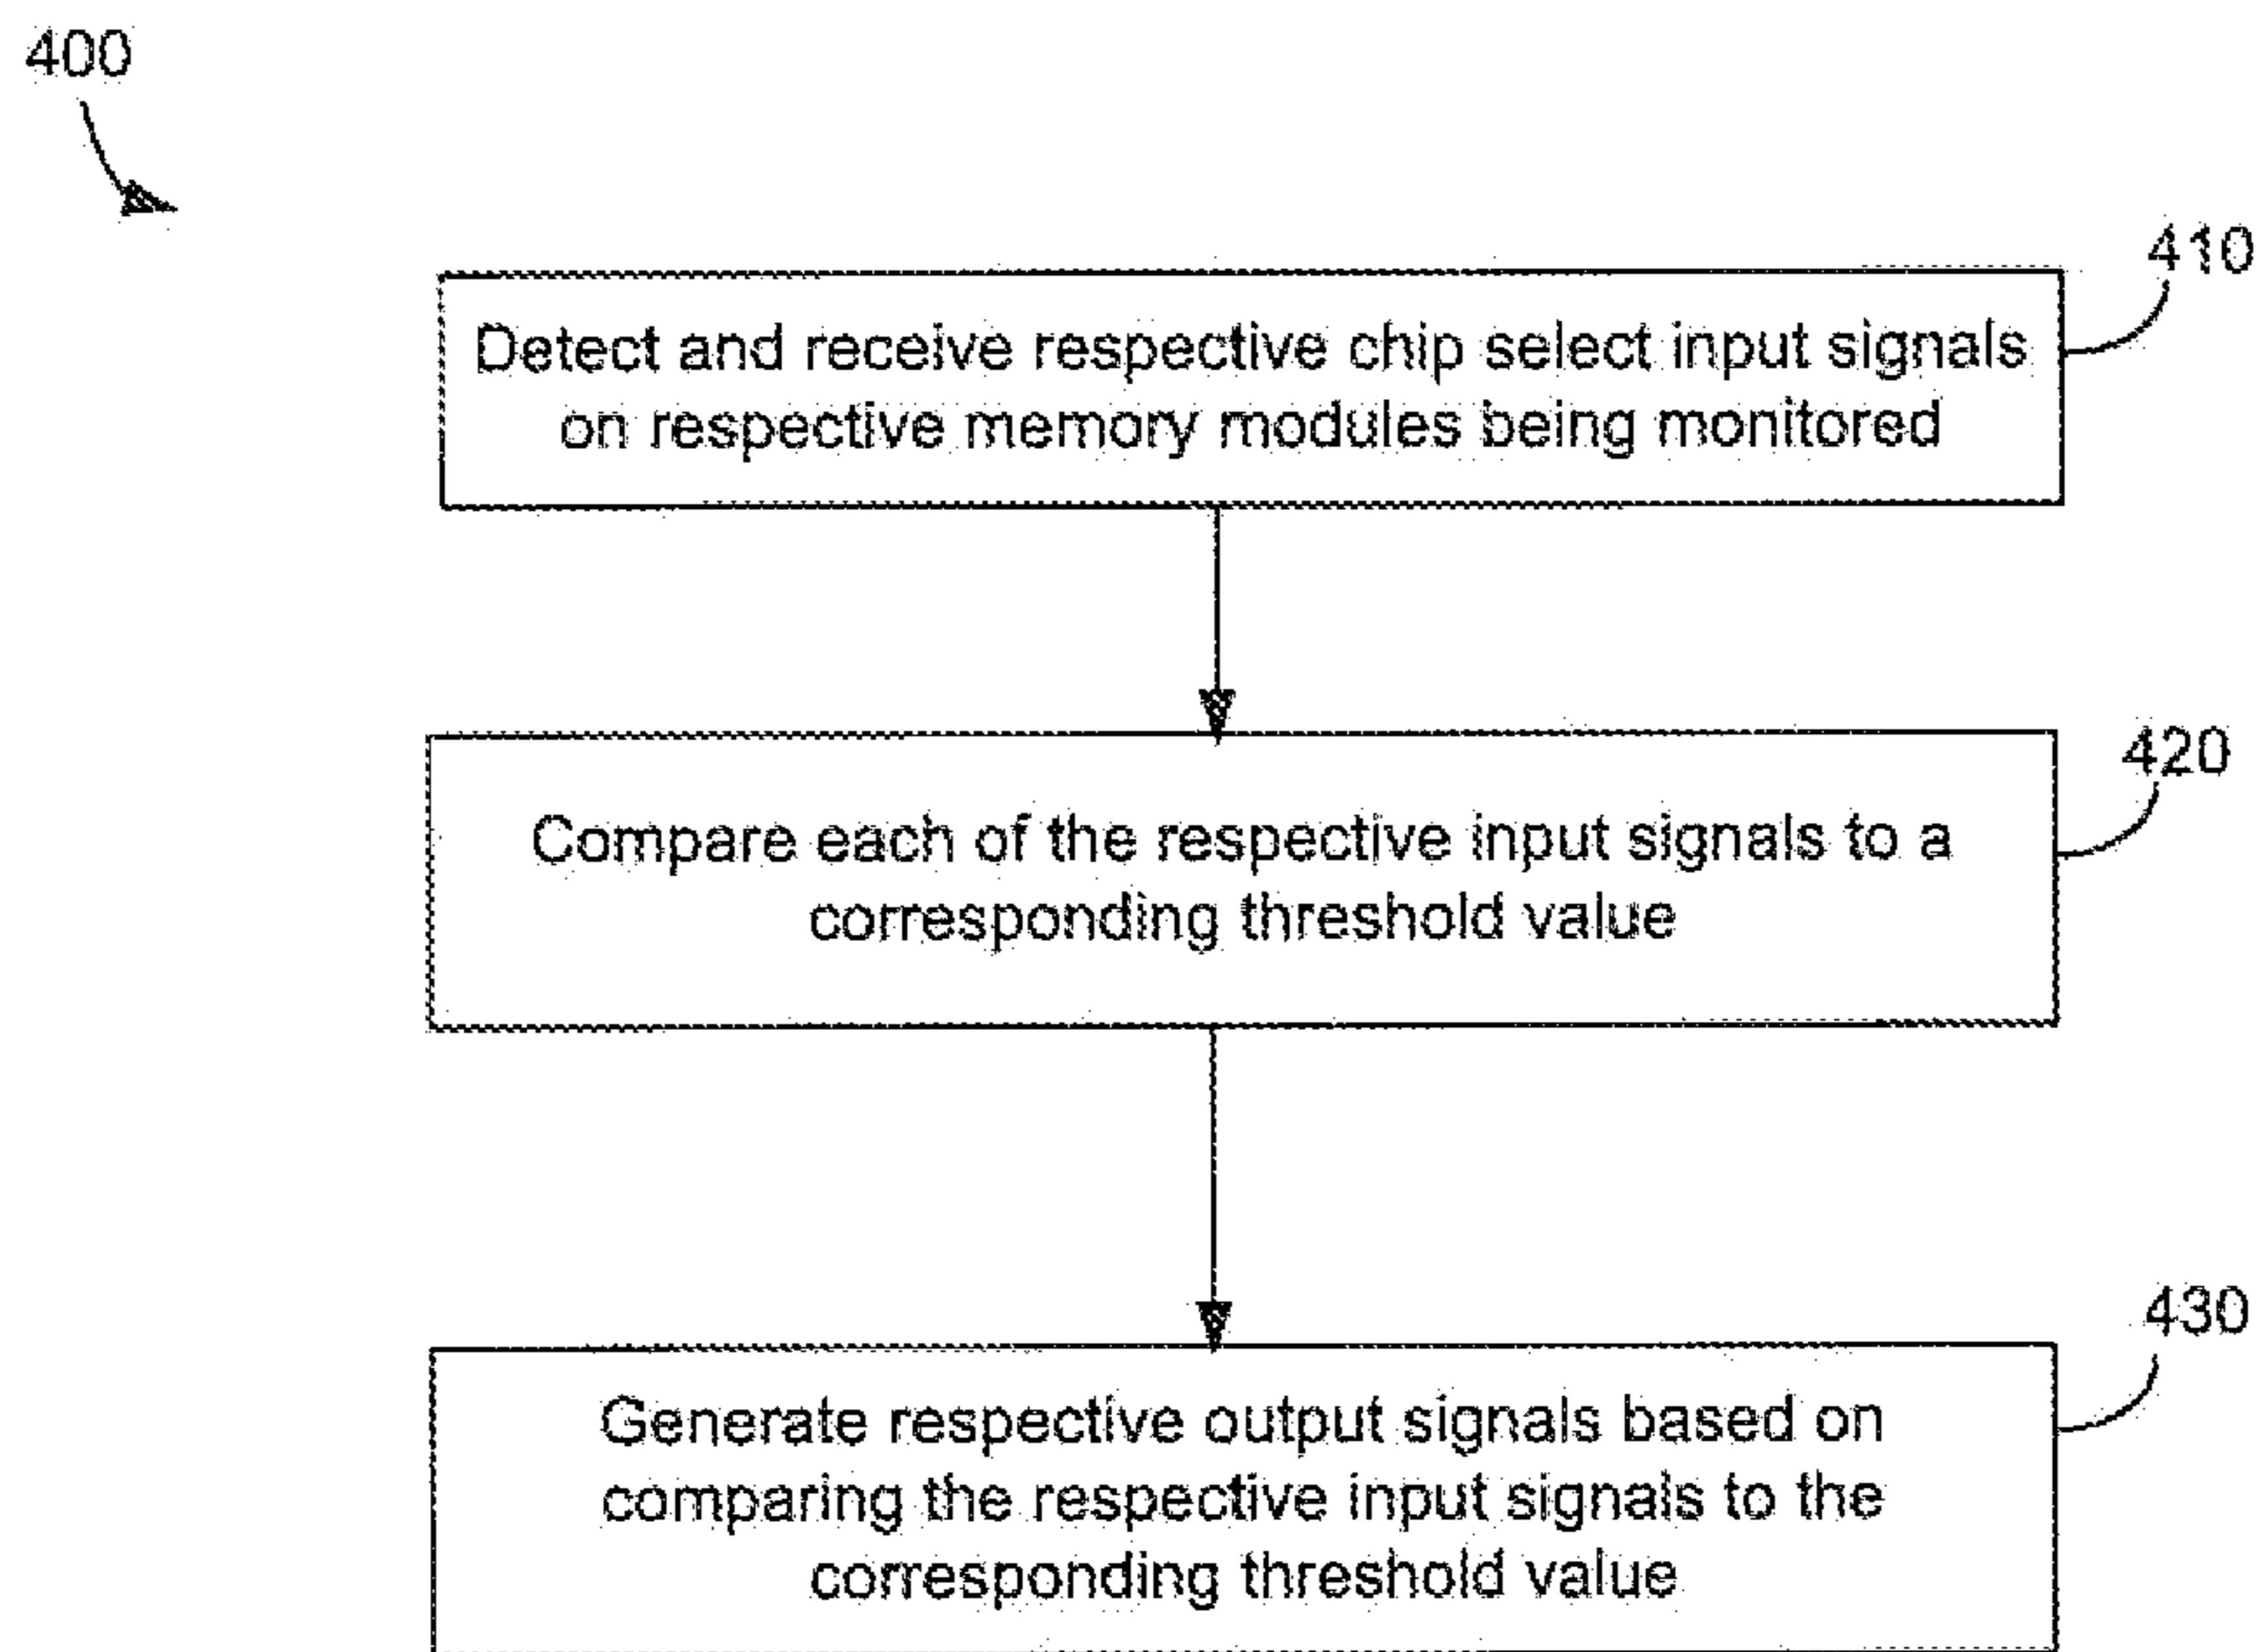 400
410
Detect and receive respective chip select input signals
on respective memory modules being monitored
420
Compare each of the respective input signals to a
corresponding threshold value
430
Generate respective output signals based on
comparing the respective input signals to the
corresponding threshold value